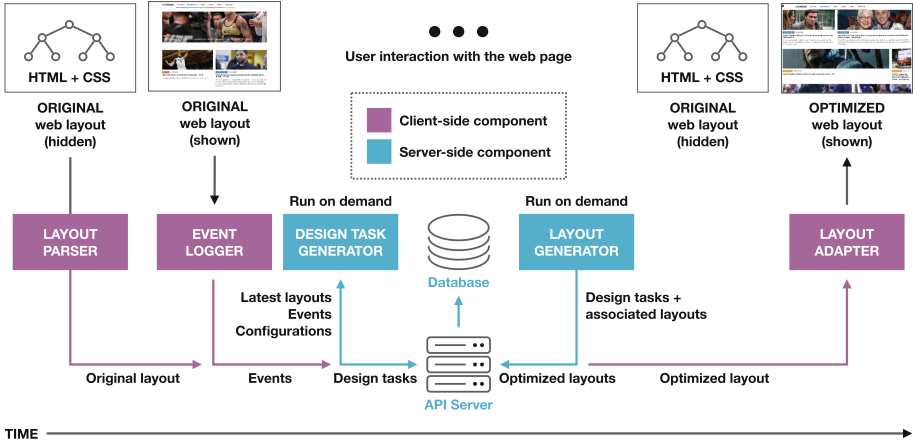 HTML + CSS
ORIGINAL
web layout
(hidden)
ORIGINAL
web layout
(shown)
User interaction with the web page
Client-side component
Server-side component
HTML + CSS
ORIGINAL
web layout
(hidden)
OPTIMIZED
web layout
(shown)
LAYOUT
PARSER
EVENT
LOGGER
Run on demand
DESIGN TASK
GENERATOR
Database
Run on demand
LAYOUT
GENERATOR
LAYOUT
ADAPTER
Latest layouts
Events
Configurations
Design tasks +
associated layouts
Original layout
Events
Design tasks
API Server
Optimized layouts
Optimized layout
TIME